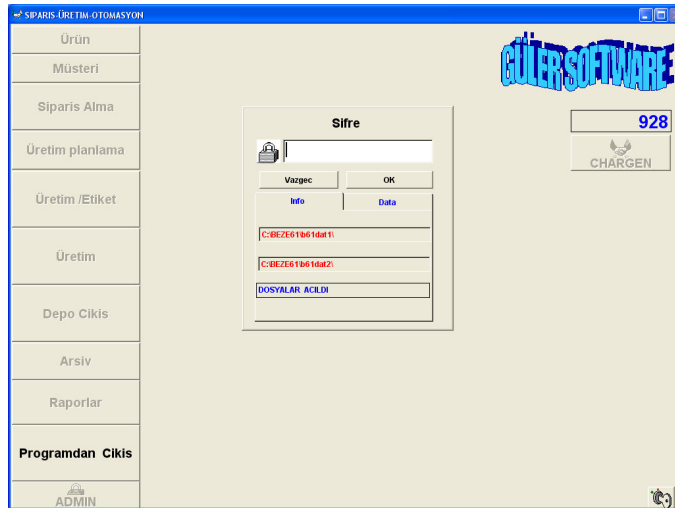 SIPARIS-ÜRETIM-OTOMASYON
Ürün
Müsteri
Siparis Alma
Üretim planlama
Üretim /Etiket
Üretim
Depo Cikis
Arsiv
Raporlar
Programdan Cikis
ADMIN
Sifre
Vazgec
OK
Info
Data
C:\BEZE61\b61dat1\
C:\BEZE61\b61dat2\
DOSYALAR ACILDI
GÜLER SOFTWARE
928
CHARGEN